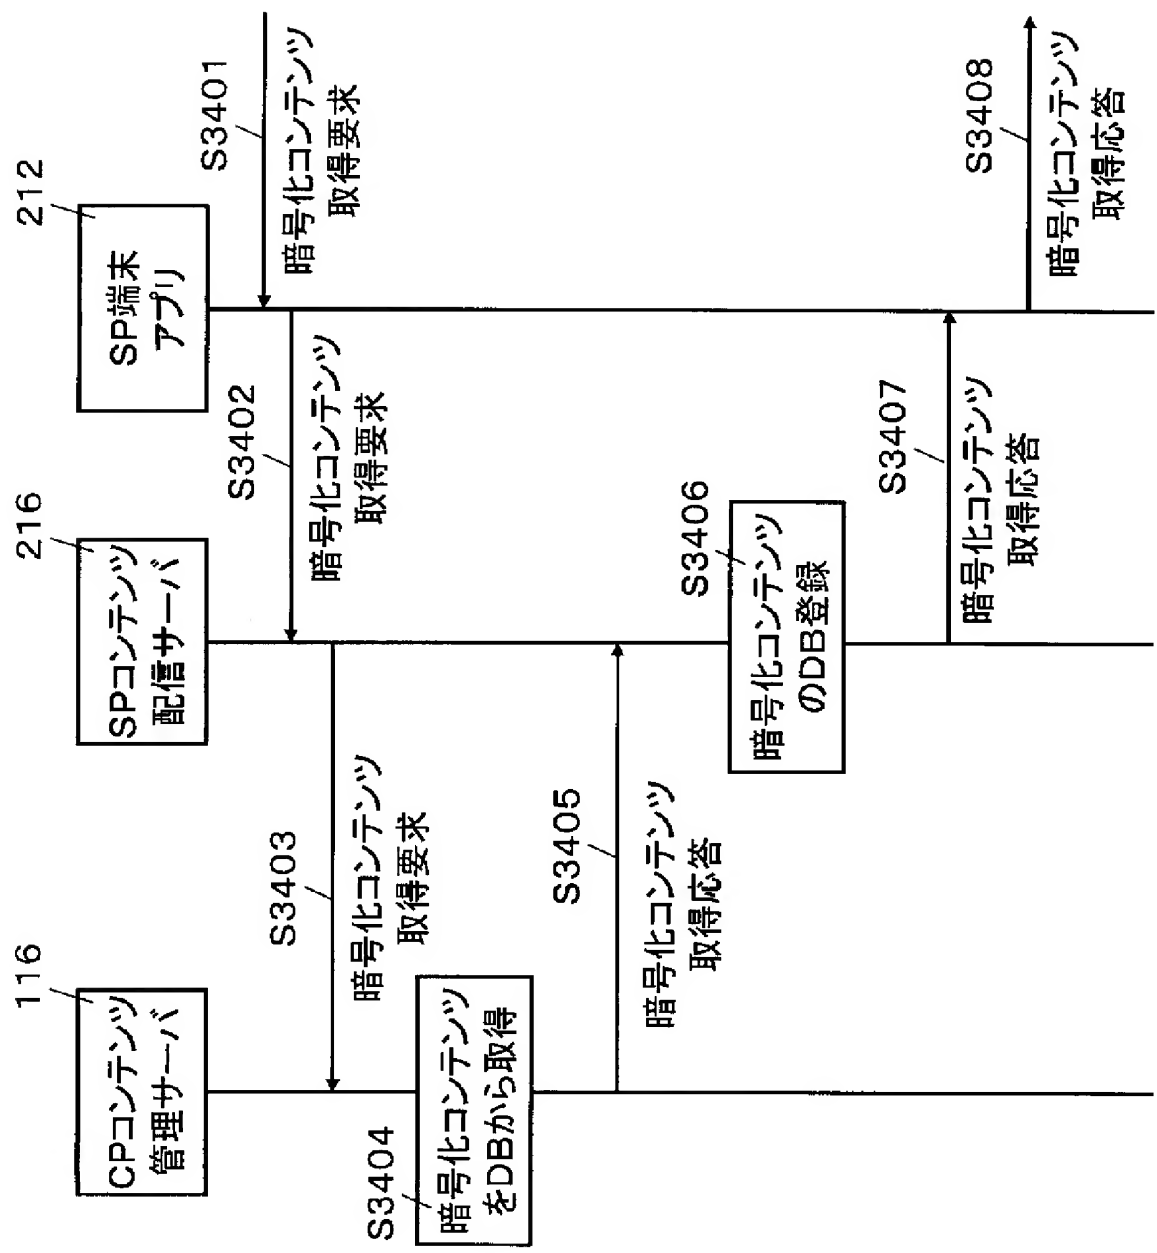 116
CPコンテンツ
管理サーバ
216
SPコンテンツ
配信サーバ
212
SP端末
アプリ
S3401
暗号化コンテンツ
取得要求
S3402
暗号化コンテンツ
取得要求
S3403
暗号化コンテンツ
取得要求
S3404
暗号化コンテンツ
をDBから取得
S3405
暗号化コンテンツ
取得応答
S3406
暗号化コンテンツ
のDB登録
S3407
暗号化コンテンツ
取得応答
S3408
暗号化コンテンツ
取得応答